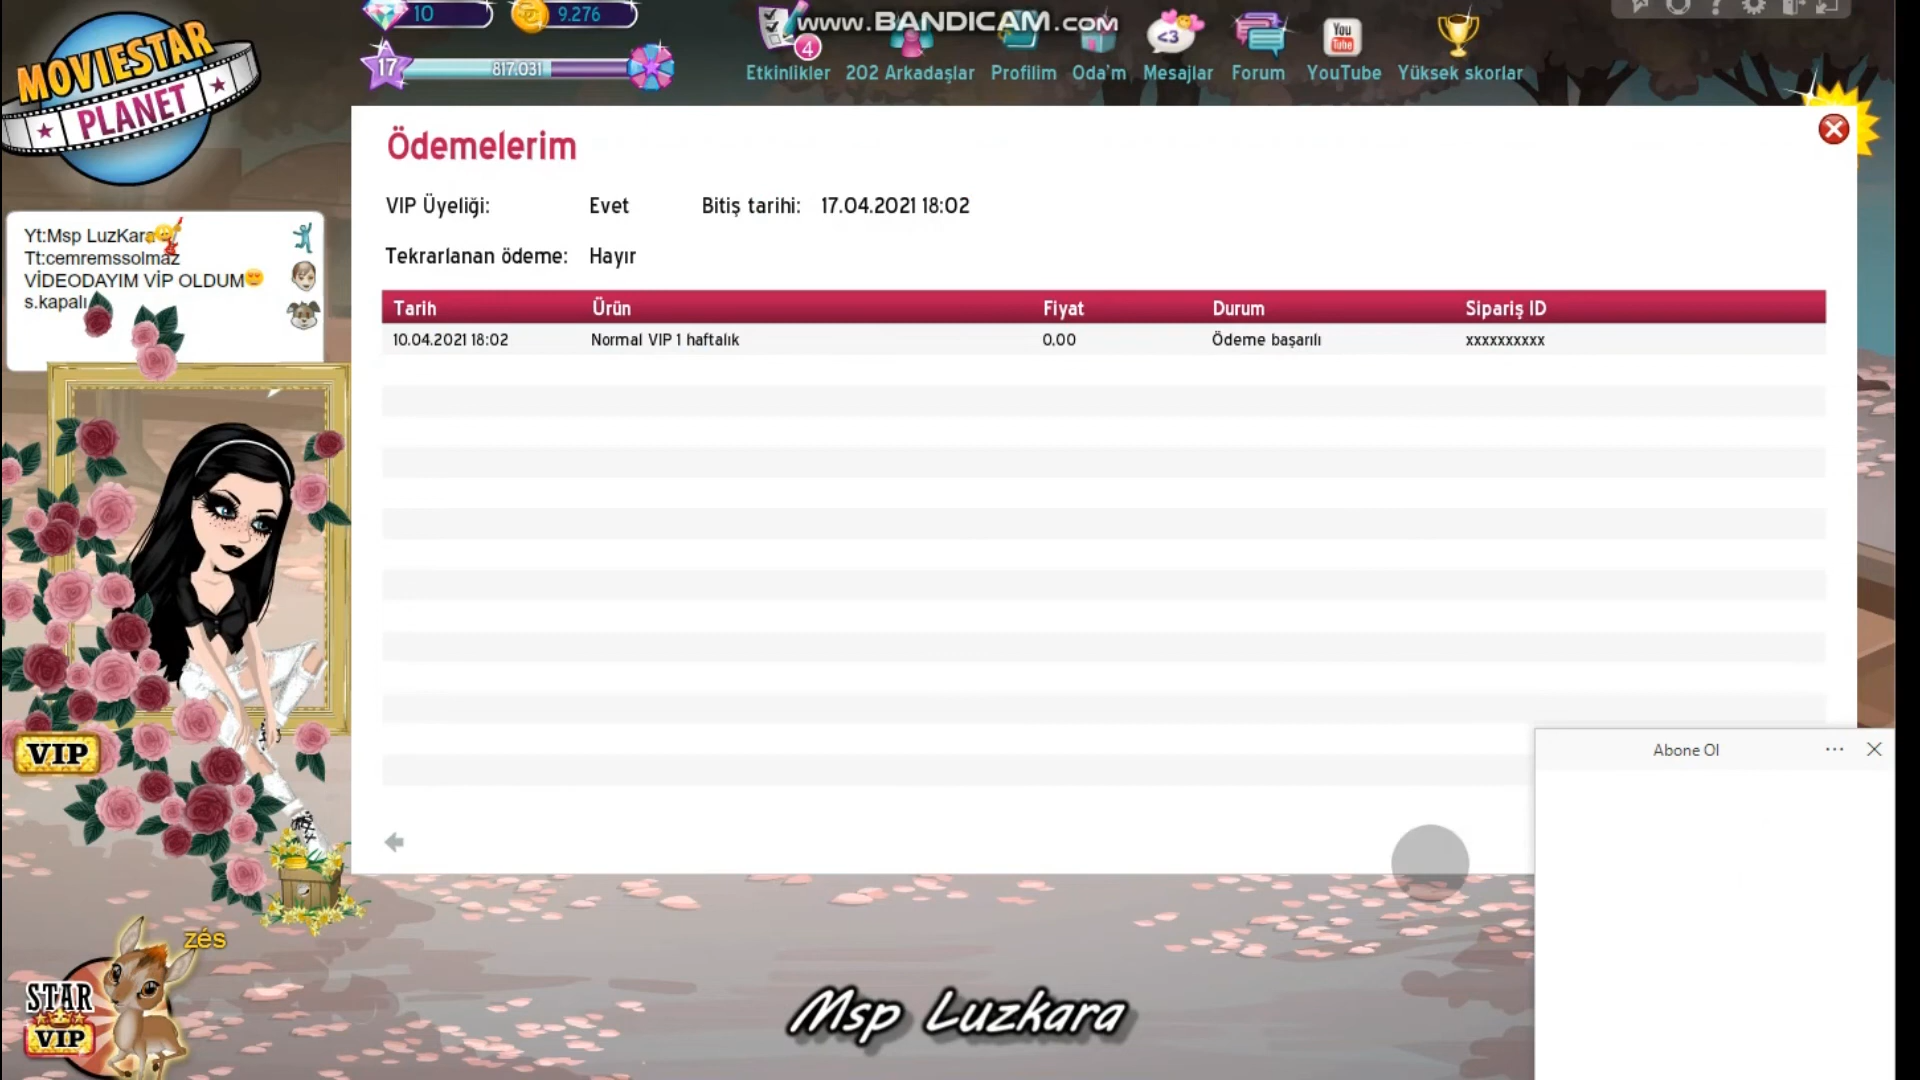 10
9.276
www.BANDICAM.com
MOVIESTAR
PLANET
17
817.031
4
<3
You
Tube
Etkinlikler 202 Arkadaşlar Profilim Oda'm Mesajlar Forum YouTube Yüksek skorlar
Ödemelerim
VIP Üyeliği: Evet Bitiş tarihi: 17.04.2021 18:02
Tekrarlanan ödeme: Hayır
Tarih Ürün Fiyat Durum Sipariş ID
10.04.2021 18:02 Normal VIP 1 haftalık 0,00 Ödeme başarılı xxxxxxxxxx
Yt:Msp LuzKara
Tt:cemremssolmaz
VİDEODAYIM VİP OLDUM
s.kapalı
VIP
Abone Ol
zés
STAR
VIP
Msp Luzkara